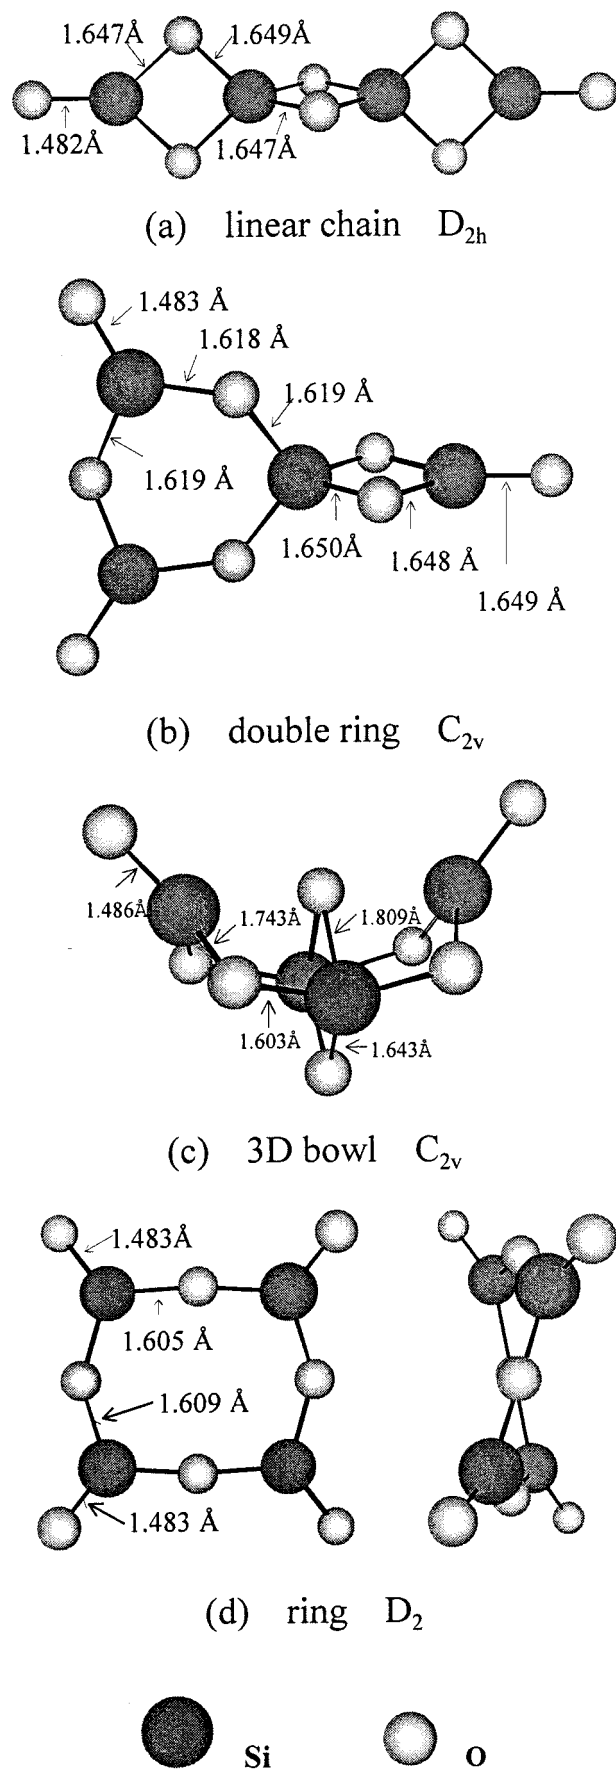 1.647Å 1.649Å
1.482Å 1.647Å
(a) linear chain D2h
1.483 Å
1.618 Å
1.619 Å
1.619 Å
1.650Å 1.648 Å
1.649 Å
(b) double ring C2v
1.486Å 1.743Å 1.809Å
1.603Å 1.643Å
(c) 3D bowl C2v
1.483Å
1.605 Å
1.609 Å
1.483 Å
(d) ring D2
Si O